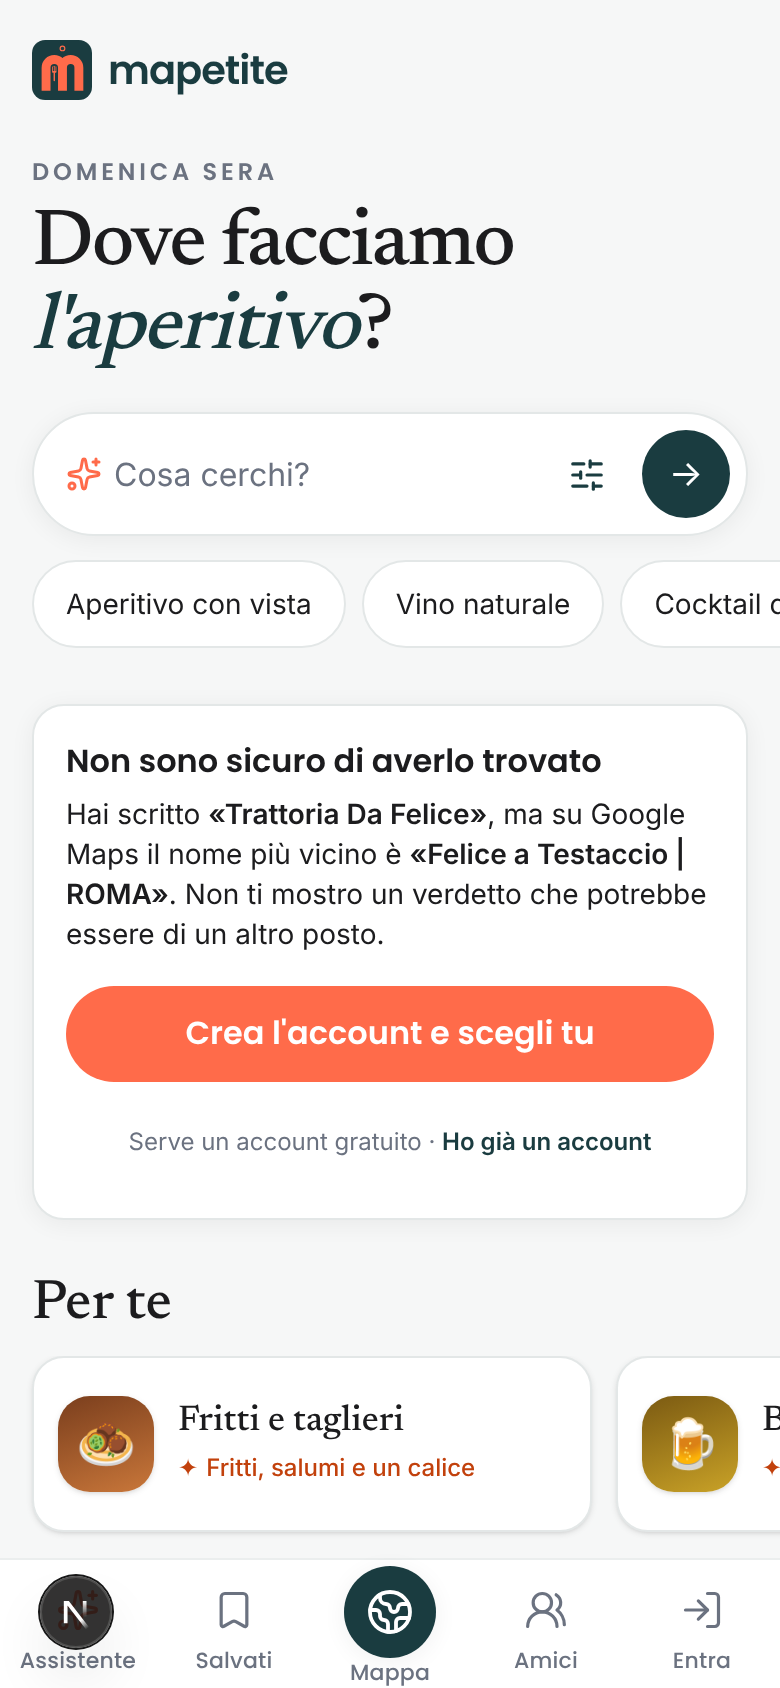 mapetite
DOMENICA SERA
Dove facciamo
l'aperitivo?
Cosa cerchi?
Aperitivo con vista
Vino naturale
Cocktail
Non sono sicuro di averlo trovato
Hai scritto «Trattoria Da Felice», ma su Google
Maps il nome più vicino è «Felice a Testaccio |
ROMA». Non ti mostro un verdetto che potrebbe
essere di un altro posto.
Crea l'account e scegli tu
Serve un account gratuito · Ho già un account
Per te
Fritti e taglieri
✦ Fritti, salumi e un calice
B
N
Assistente
Salvati
Mappa
Amici
Entra